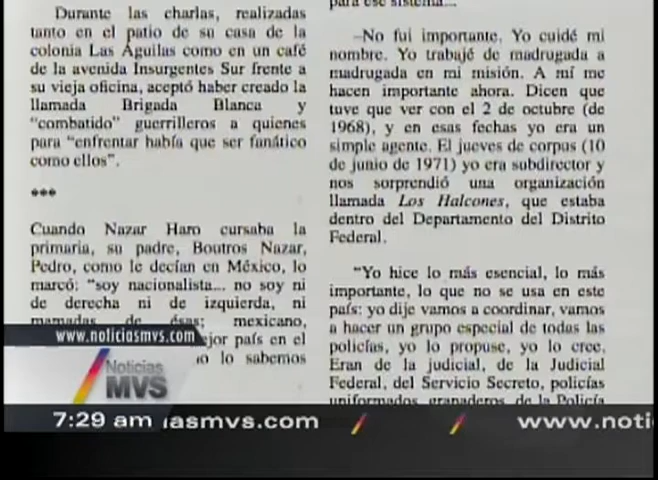 Durante las charlas, realizadas
tanto en el patio de su casa de la
colonia Las Águilas como en un café
de la avenida Insurgentes Sur frente a
su vieja oficina, aceptó haber creado la
llamada Brigada Blanca y
"combatido" guerrilleros a quienes
para "enfrentar había que ser fanático
como ellos".
***
Cuando Nazar Haro cursaba la
primaria, su padre, Boutros Nazar,
Pedro, como le decían en México, lo
marcó: "soy nacionalista... no soy ni
de derecha ni de izquierda, ni
mamadas de ésas: mexicano,
jor país en el
no lo sabemos
para ese sistema...
–No fui importante. Yo cuidé mi
nombre. Yo trabajé de madrugada a
madrugada en mi misión. A mí me
hacen importante ahora. Dicen que
tuve que ver con el 2 de octubre (de
1968), y en esas fechas yo era un
simple agente. El jueves de corpus (10
de junio de 1971) yo era subdirector y
nos sorprendió una organización
llamada Los Halcones, que estaba
dentro del Departamento del Distrito
Federal.
"Yo hice lo más esencial, lo más
importante, lo que no se usa en este
país: yo dije vamos a coordinar, vamos
a hacer un grupo especial de todas las
policías, yo lo propuse, yo lo creé.
Eran de la judicial, de la Judicial
Federal, del Servicio Secreto, policías
uniformados, granaderos, de la Policía
www.noticiasmvs.com
Noticias
MVS
7:29 am iasmvs.com www.noti